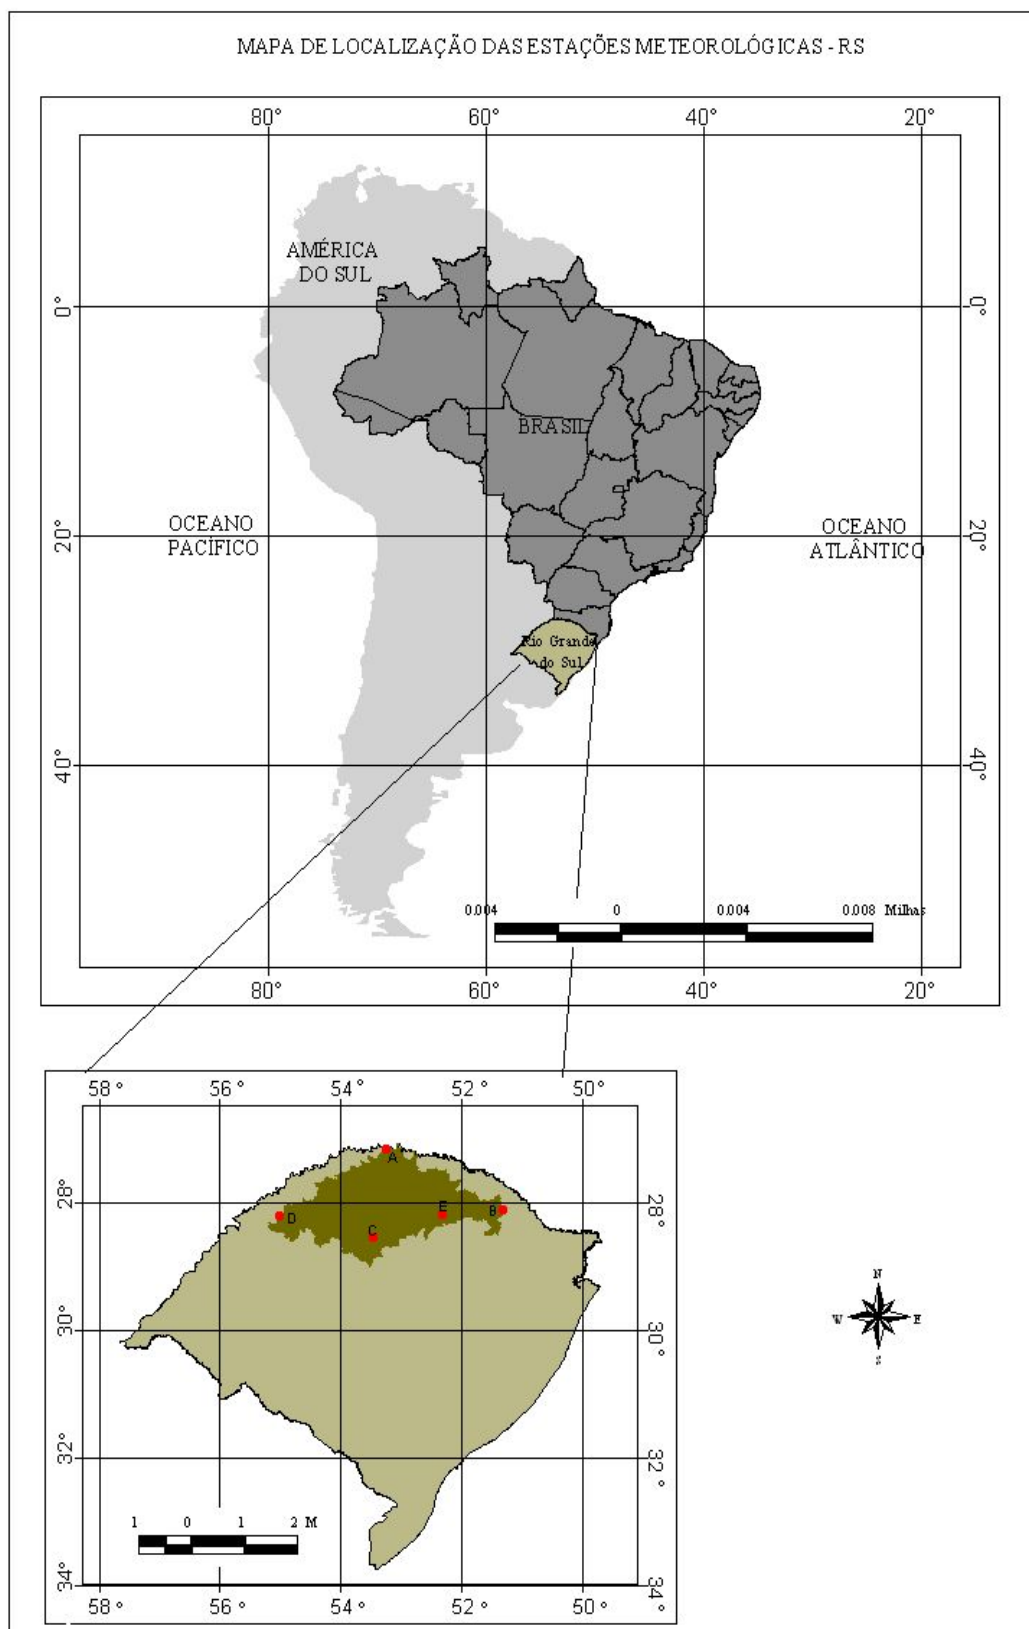 MAPA DE LOCALIZAÇÃO DAS ESTAÇÕES METEOROLÓGICAS - RS
80° 60° 40° 20°
AMÉRICA
DO SUL
0° 0°
BRASIL
OCEANO
PACÍFICO
OCEANO
ATLÂNTICO
20° 20°
Rio Grande
do Sul
40° 40°
0.004 0 0.004 0.008 Milhas
80° 60° 40° 20°
58° 56° 54° 52° 50°
A
28° 28°
D C E B
N
W E
S
30° 30°
32° 32°
1 0 1 2 M
34° 34°
58° 56° 54° 52° 50°